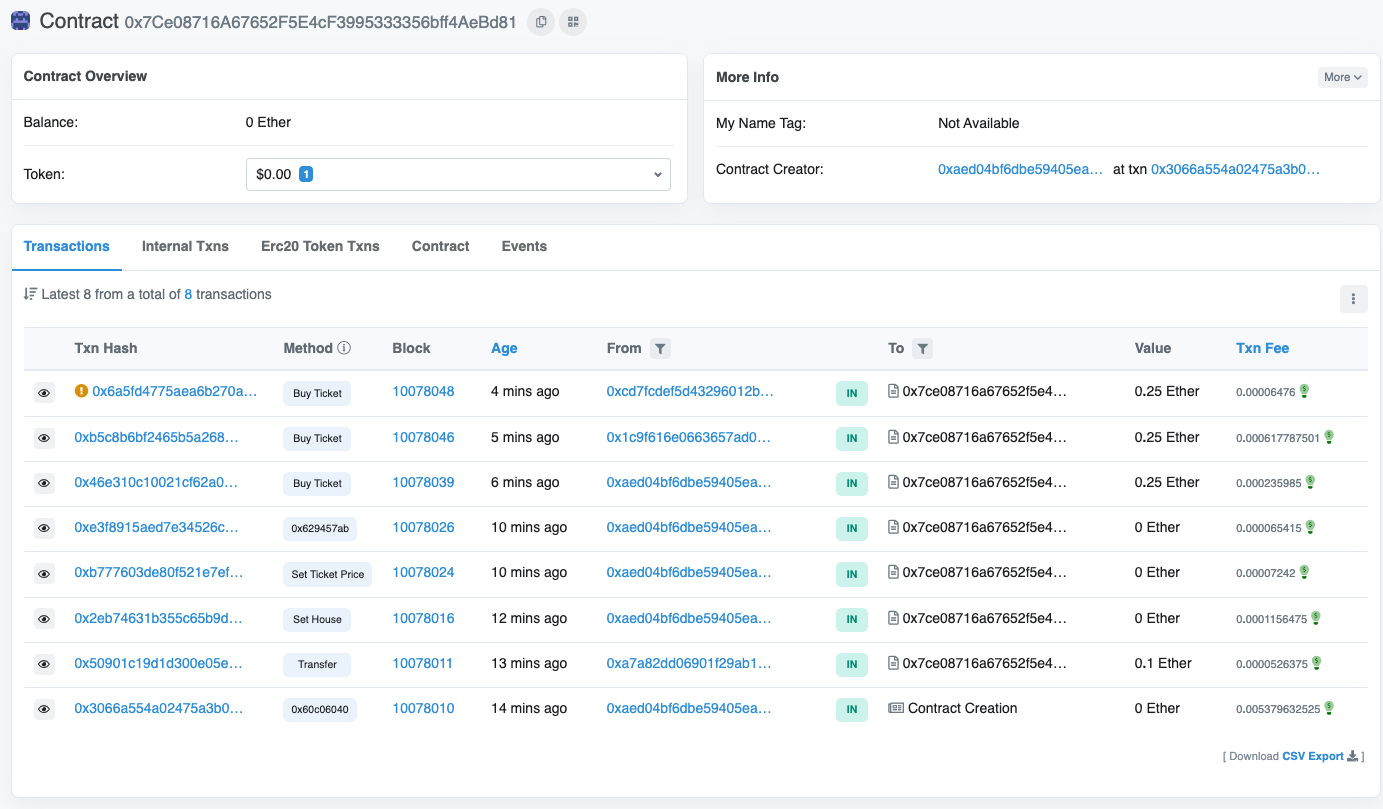 Contract 0x7Ce08716A67652F5E4cF3995333356bff4AeBd81
Contract Overview
Balance: 0 Ether
Token: $0.00 1
More Info More
My Name Tag: Not Available
Contract Creator: 0xaed04bf6dbe59405ea… at txn 0x3066a554a02475a3b0…
Transactions Internal Txns Erc20 Token Txns Contract Events
Latest 8 from a total of 8 transactions
Txn Hash Method Block Age From To Value Txn Fee
0x6a5fd4775aea6b270a… Buy Ticket 10078048 4 mins ago 0xcd7fcdef5d43296012b… IN 0x7ce08716a67652f5e4… 0.25 Ether 0.00006476
0xb5c8b6bf2465b5a268… Buy Ticket 10078046 5 mins ago 0x1c9f616e0663657ad0… IN 0x7ce08716a67652f5e4… 0.25 Ether 0.000617787501
0x46e310c10021cf62a0… Buy Ticket 10078039 6 mins ago 0xaed04bf6dbe59405ea… IN 0x7ce08716a67652f5e4… 0.25 Ether 0.000235985
0xe3f8915aed7e34526c… 0x629457ab 10078026 10 mins ago 0xaed04bf6dbe59405ea… IN 0x7ce08716a67652f5e4… 0 Ether 0.000065415
0xb777603de80f521e7ef… Set Ticket Price 10078024 10 mins ago 0xaed04bf6dbe59405ea… IN 0x7ce08716a67652f5e4… 0 Ether 0.00007242
0x2eb74631b355c65b9d… Set House 10078016 12 mins ago 0xaed04bf6dbe59405ea… IN 0x7ce08716a67652f5e4… 0 Ether 0.0001156475
0x50901c19d1d300e05e… Transfer 10078011 13 mins ago 0xa7a82dd06901f29ab1… IN 0x7ce08716a67652f5e4… 0.1 Ether 0.0000526375
0x3066a554a02475a3b0… 0x60c06040 10078010 14 mins ago 0xaed04bf6dbe59405ea… IN Contract Creation 0 Ether 0.005379632525
[ Download CSV Export ]